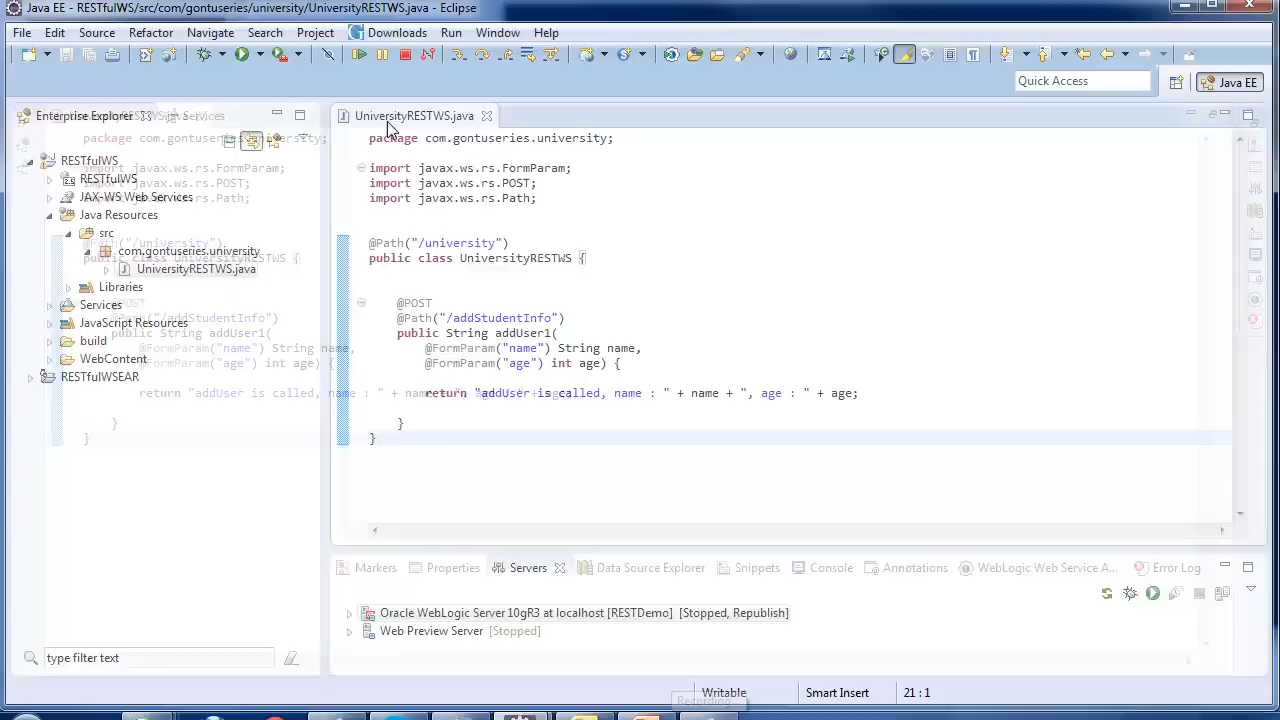 Java EE - RESTfulWS/src/com/gontuseries/university/UniversityRESTWS.java - Eclipse
File Edit Source Refactor Navigate Search Project Downloads Run Window Help
Quick Access
Java EE
Enterprise Explorer
Services
UniversityRESTWS.java
RESTfulWS
RESTfulWS
JAX-WS Web Services
Java Resources
src
com.gontuseries.university
UniversityRESTWS.java
Libraries
Services
JavaScript Resources
build
WebContent
RESTfulWSEAR
type filter text
package com.gontuseries.university;
import javax.ws.rs.FormParam;
import javax.ws.rs.POST;
import javax.ws.rs.Path;
@Path("/university")
public class UniversityRESTWS {
@POST
@Path("/addStudentInfo")
public String addUser1(
@FormParam("name") String name,
@FormParam("age") int age) {
return "addUser is called, name : " + name + ", age : " + age;
}
}
Markers Properties Servers Data Source Explorer Snippets Console Annotations WebLogic Web Service A... Error Log
Oracle WebLogic Server 10gR3 at localhost [RESTDemo] [Stopped, Republish]
Web Preview Server [Stopped]
Writable Smart Insert 21 : 1
Recording...